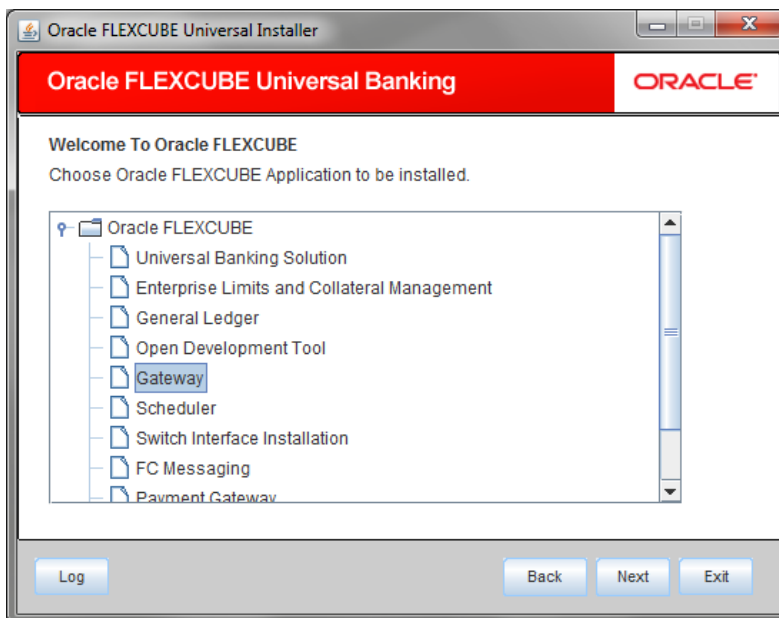 Oracle FLEXCUBE Universal Installer
Oracle FLEXCUBE Universal Banking
ORACLE
Welcome To Oracle FLEXCUBE
Choose Oracle FLEXCUBE Application to be installed.
Oracle FLEXCUBE
Universal Banking Solution
Enterprise Limits and Collateral Management
General Ledger
Open Development Tool
Gateway
Scheduler
Switch Interface Installation
FC Messaging
Payment Gateway
Log
Back
Next
Exit